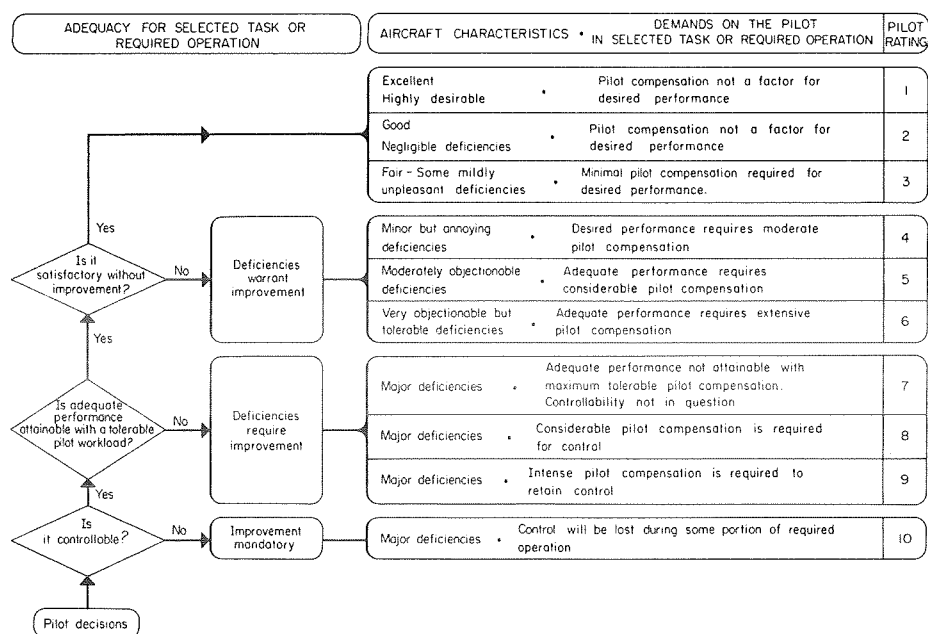 ADEQUACY FOR SELECTED TASK OR
REQUIRED OPERATION
AIRCRAFT CHARACTERISTICS •
DEMANDS ON THE PILOT
IN SELECTED TASK OR REQUIRED OPERATION
PILOT
RATING
Excellent
Highly desirable
•
Pilot compensation not a factor for
desired performance
1
Good
Negligible deficiencies
•
Pilot compensation not a factor for
desired performance
2
Fair - Some mildly
unpleasant deficiencies
•
Minimal pilot compensation required for
desired performance.
3
Yes
Is it
satisfactory without
improvement?
No
Deficiencies
warrant
improvement
Minor but annoying
deficiencies
•
Desired performance requires moderate
pilot compensation
4
Moderately objectionable
deficiencies
•
Adequate performance requires
considerable pilot compensation
5
Very objectionable but
tolerable deficiencies
•
Adequate performance requires extensive
pilot compensation
6
Yes
Is adequate
performance
attainable with a tolerable
pilot workload?
No
Deficiencies
require
improvement
Major deficiencies
•
Adequate performance not attainable with
maximum tolerable pilot compensation.
Controllability not in question
7
Major deficiencies
•
Considerable pilot compensation is required
for control
8
Major deficiencies
•
Intense pilot compensation is required to
retain control
9
Yes
Is
it controllable?
No
Improvement
mandatory
Major deficiencies
•
Control will be lost during some portion of required
operation
10
Pilot decisions